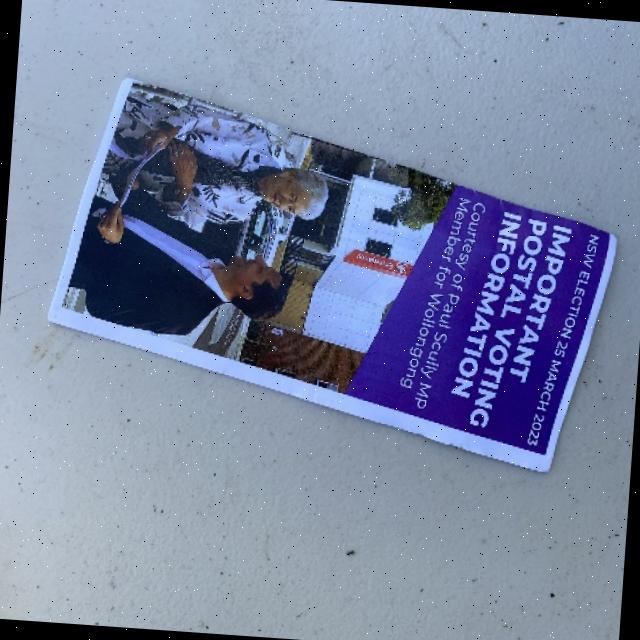 NSW ELECTION 25 MARCH 2023
IMPORTANT
POSTAL VOTING
INFORMATION
Courtesy of Paul Scully MP
Member for Wollongong